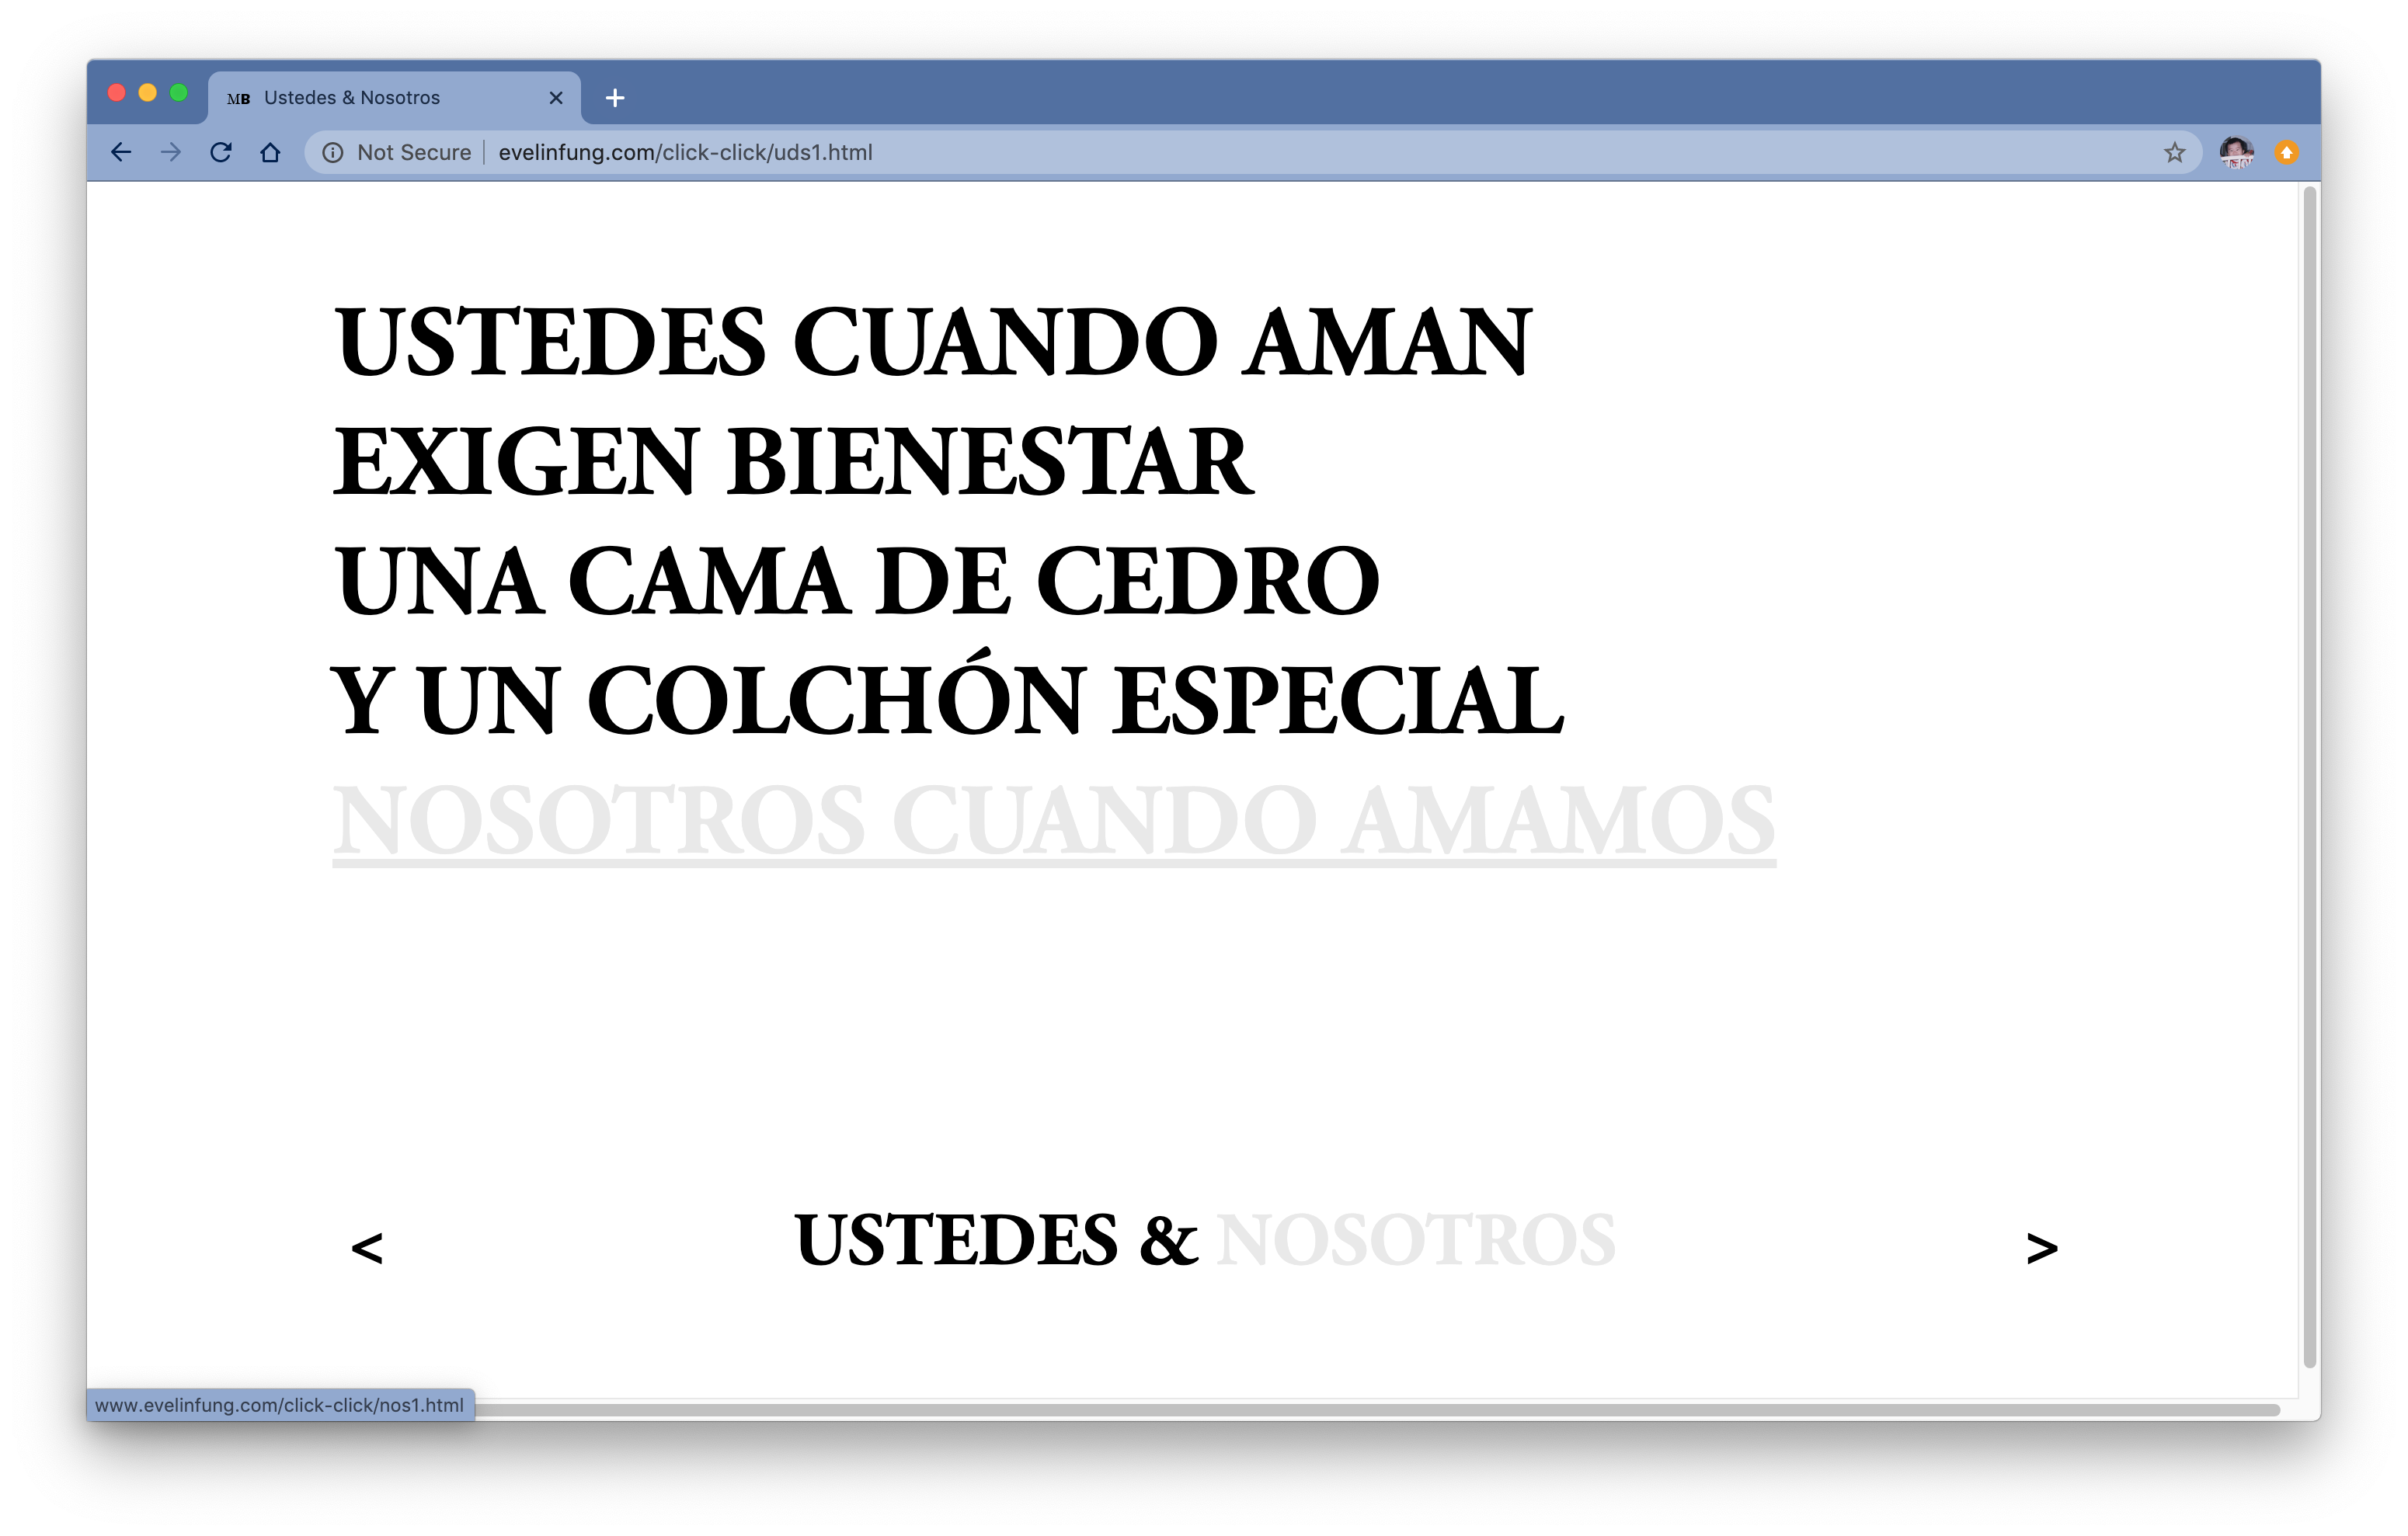 MB Ustedes & Nosotros
Not Secure evelinfung.com/click-click/uds1.html
USTEDES CUANDO AMAN
EXIGEN BIENESTAR
UNA CAMA DE CEDRO
Y UN COLCHÓN ESPECIAL
NOSOTROS CUANDO AMAMOS
< USTEDES & NOSOTROS >
www.evelinfung.com/click-click/nos1.html